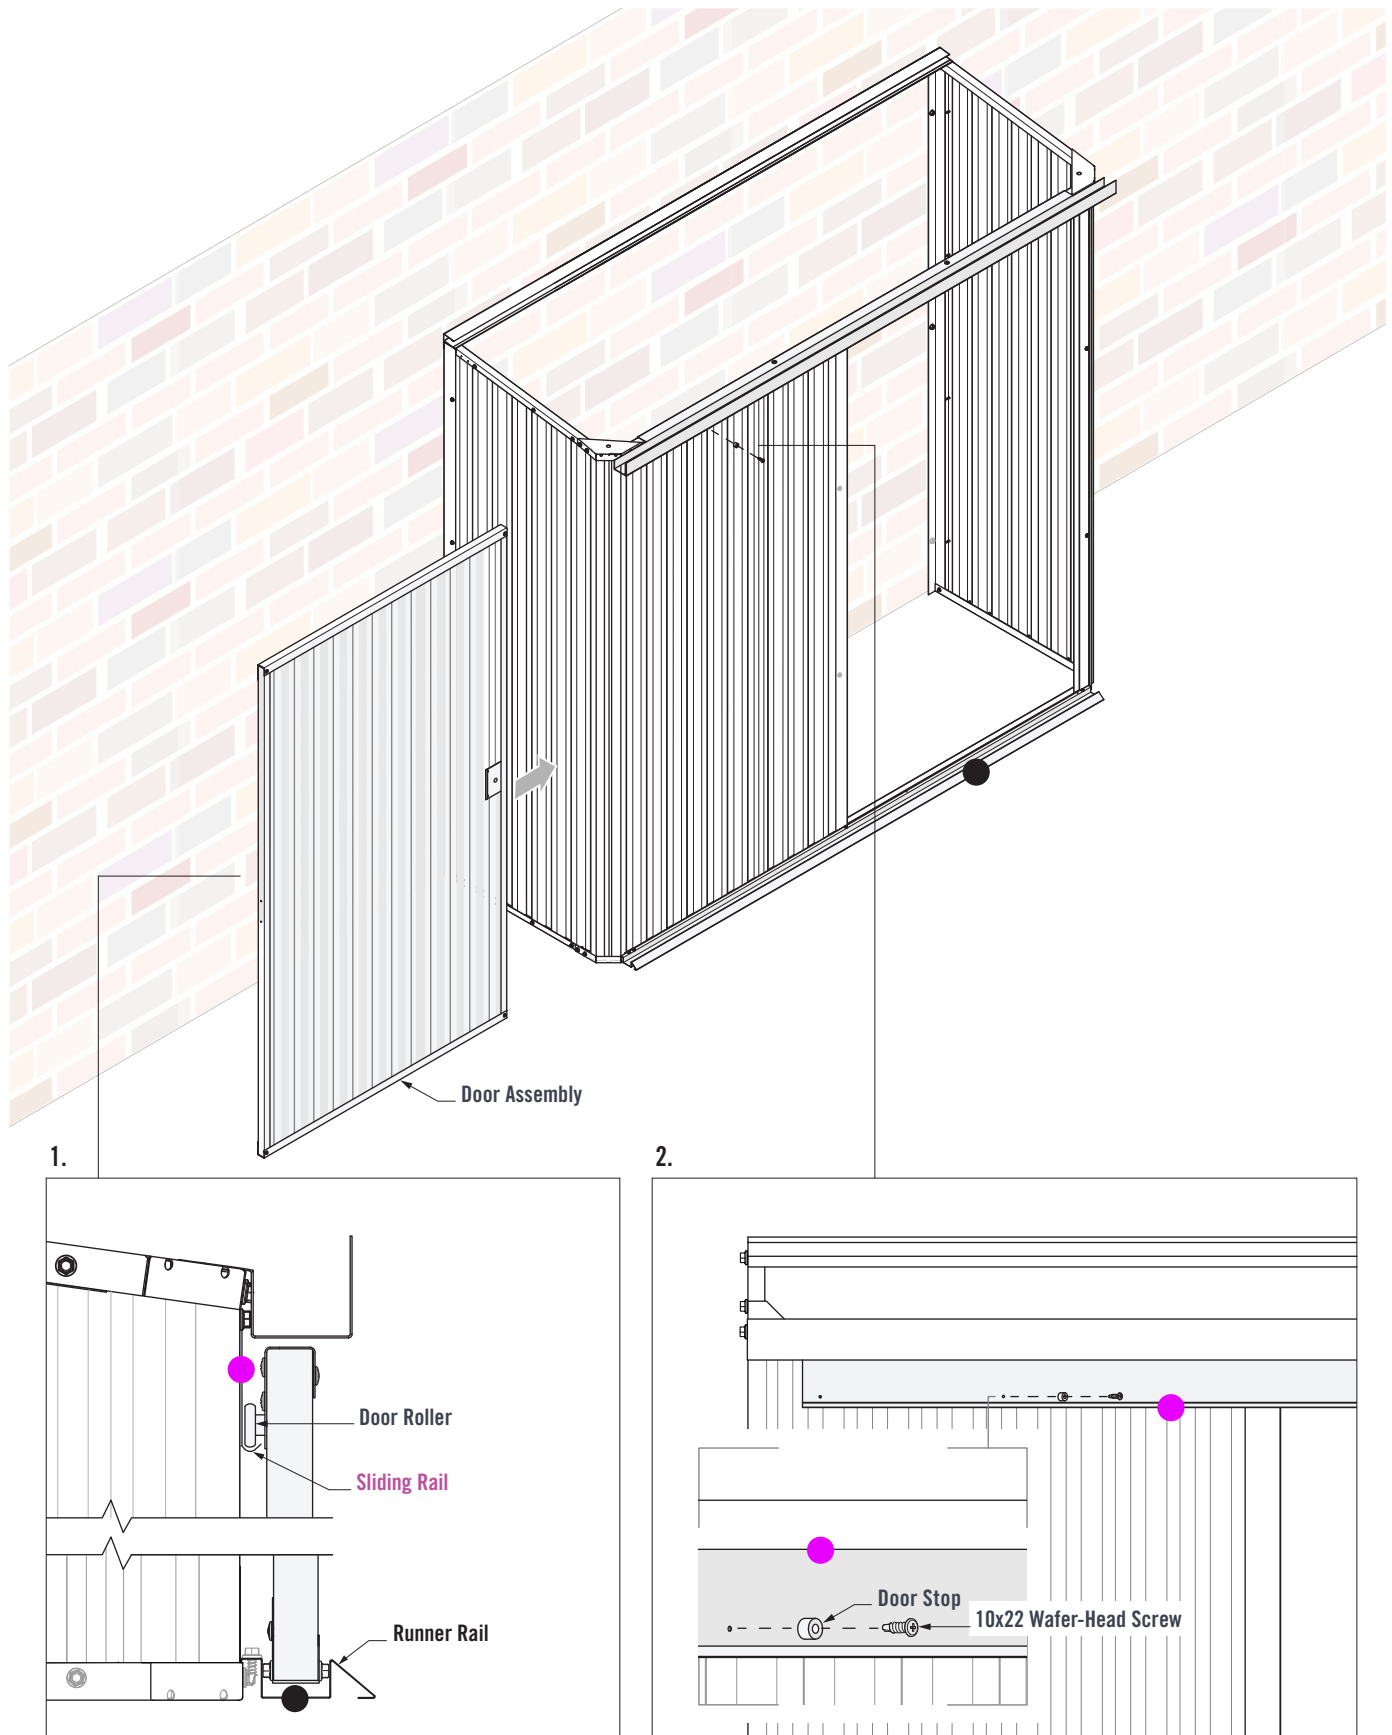 Door Assembly
1.
2.
Door Roller
Sliding Rail
Runner Rail
Door Stop
10x22 Wafer-Head Screw